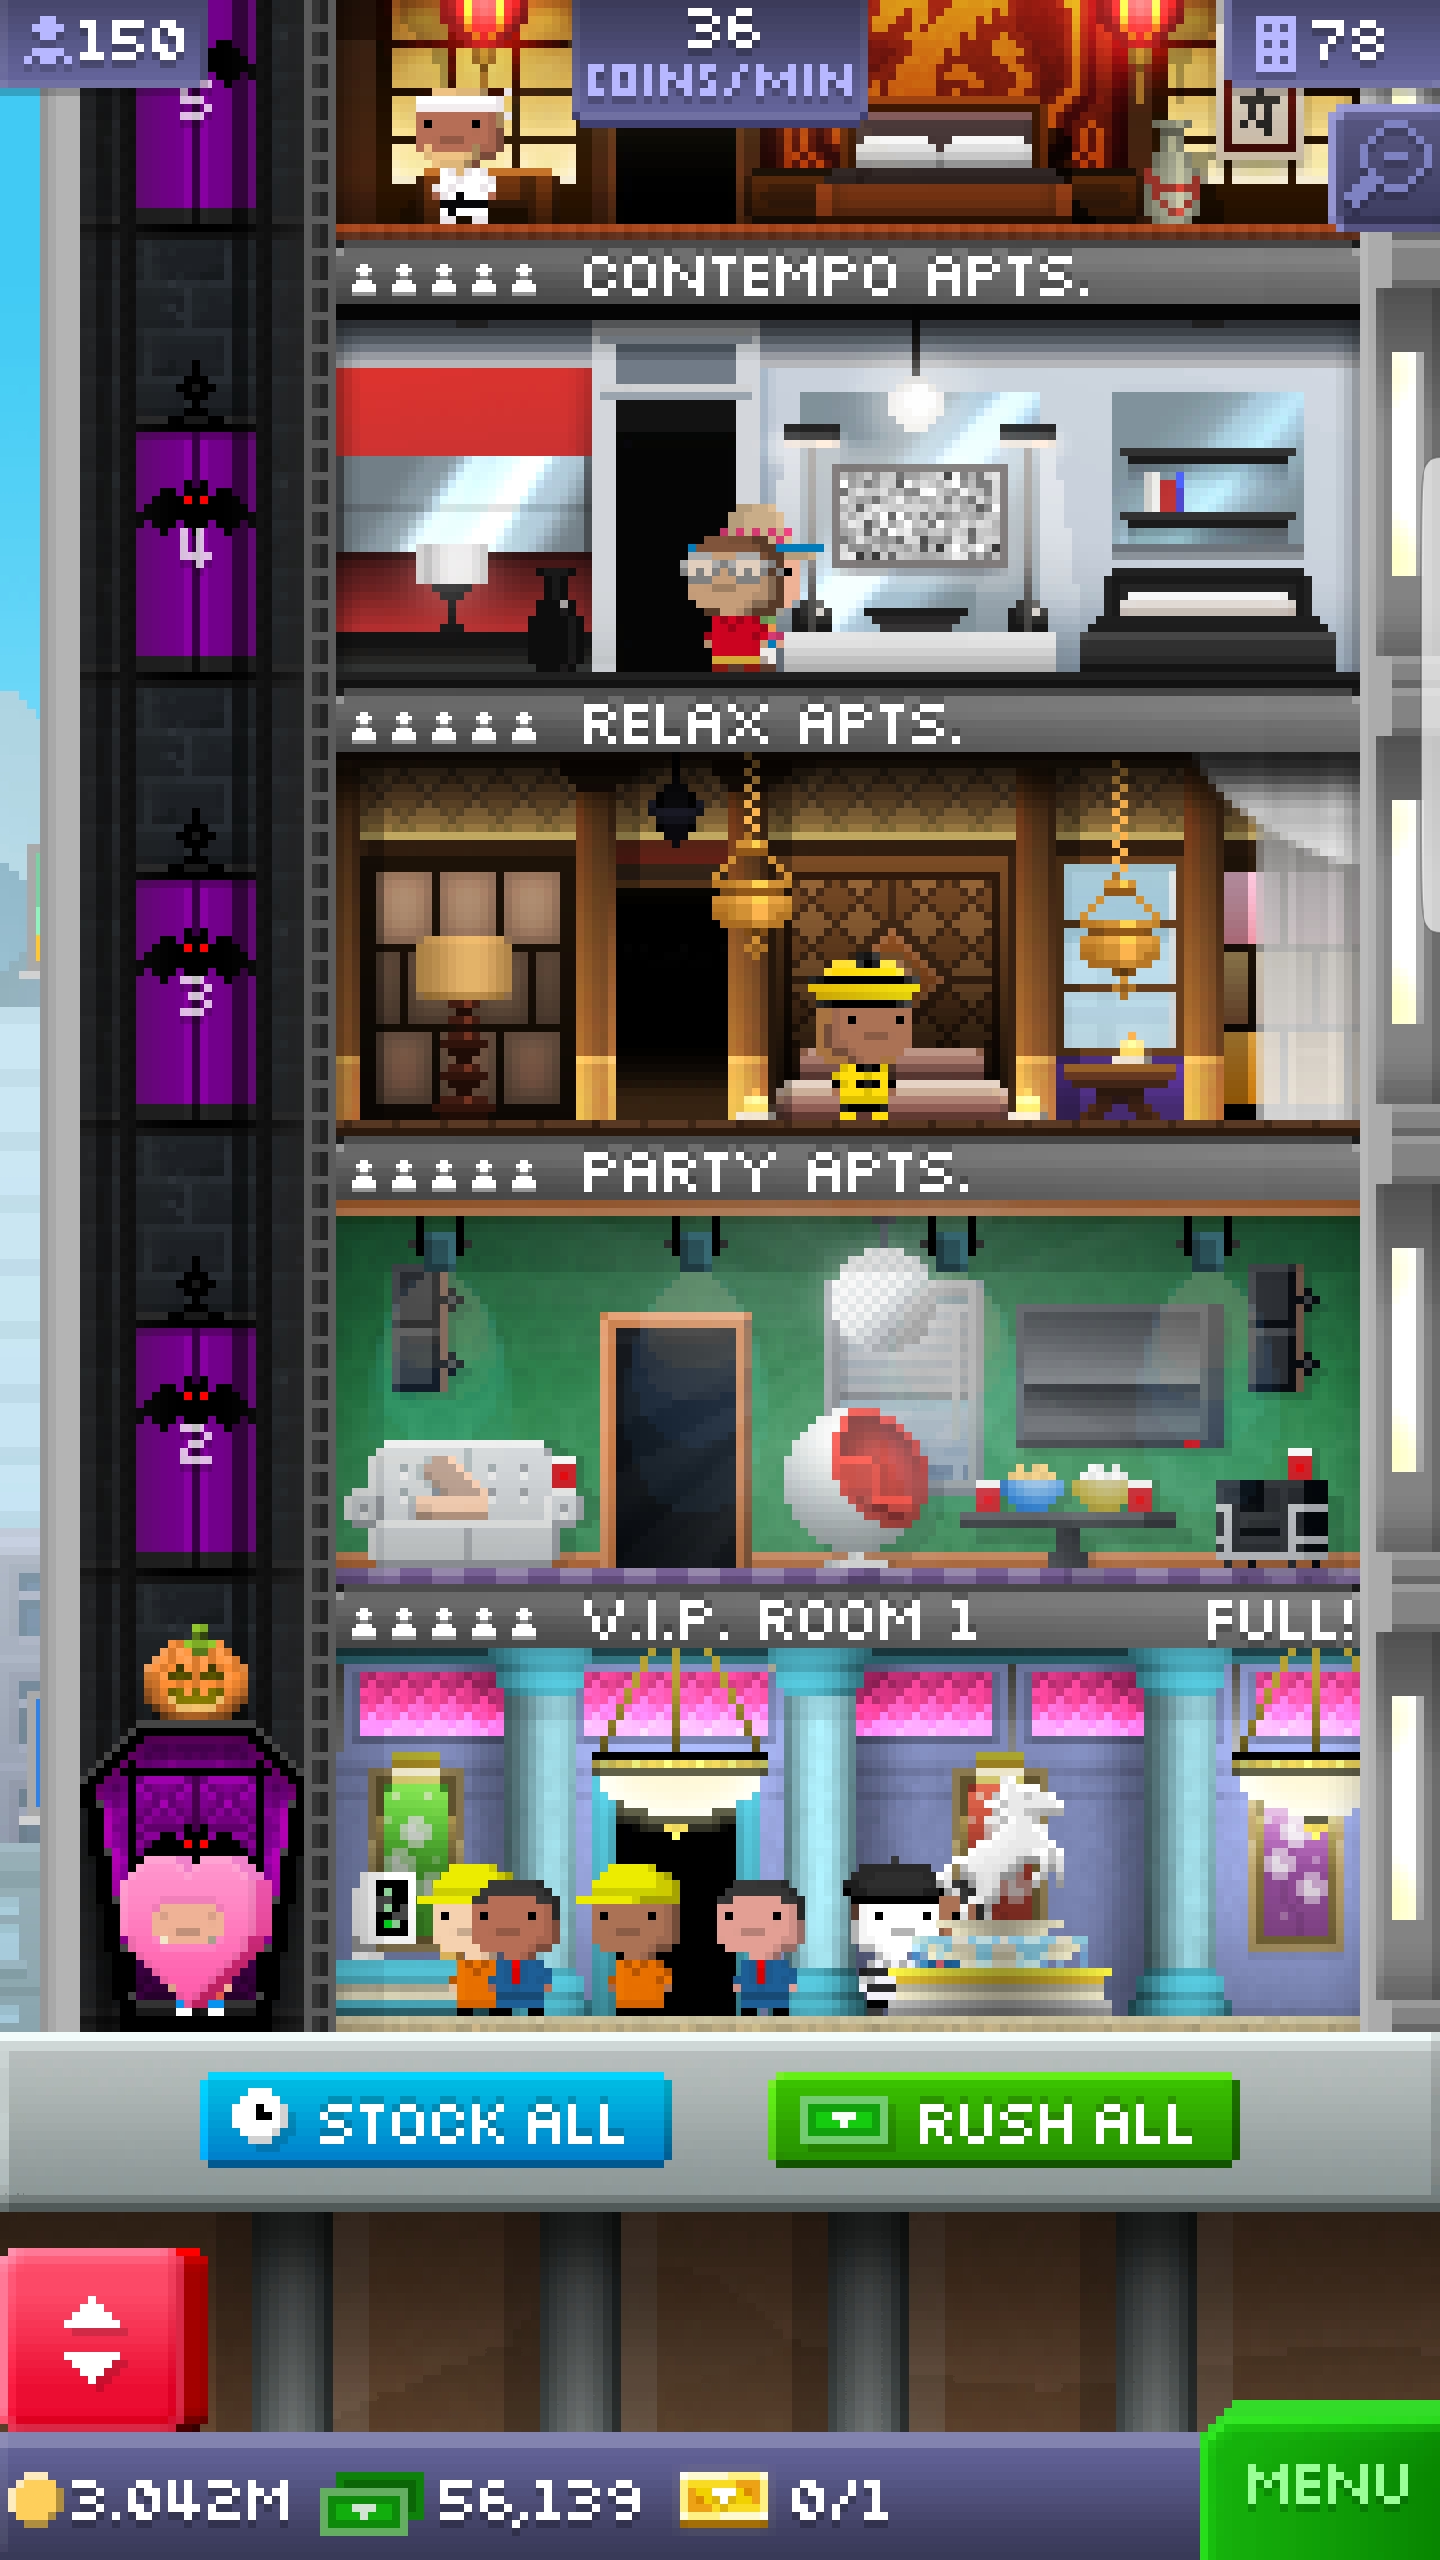 150
36
COINS/MIN
78
5
CONTEMPO APTS.
4
RELAX APTS.
3
PARTY APTS.
2
V.I.P. ROOM 1 FULL!
STOCK ALL
RUSH ALL
3.042M 56,139 0/1
MENU